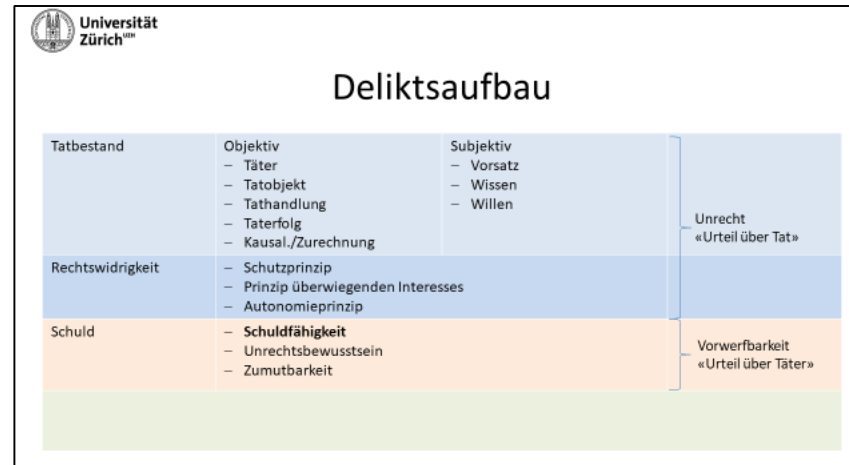 Universität
Zürich UZH
Deliktsaufbau
Tatbestand
Objektiv
– Täter
– Tatobjekt
– Tathandlung
– Taterfolg
– Kausal./Zurechnung
Subjektiv
– Vorsatz
– Wissen
– Willen
Unrecht
«Urteil über Tat»
Rechtswidrigkeit
– Schutzprinzip
– Prinzip überwiegenden Interesses
– Autonomieprinzip
Schuld
– Schuldfähigkeit
– Unrechtsbewusstsein
– Zumutbarkeit
Vorwerfbarkeit
«Urteil über Täter»